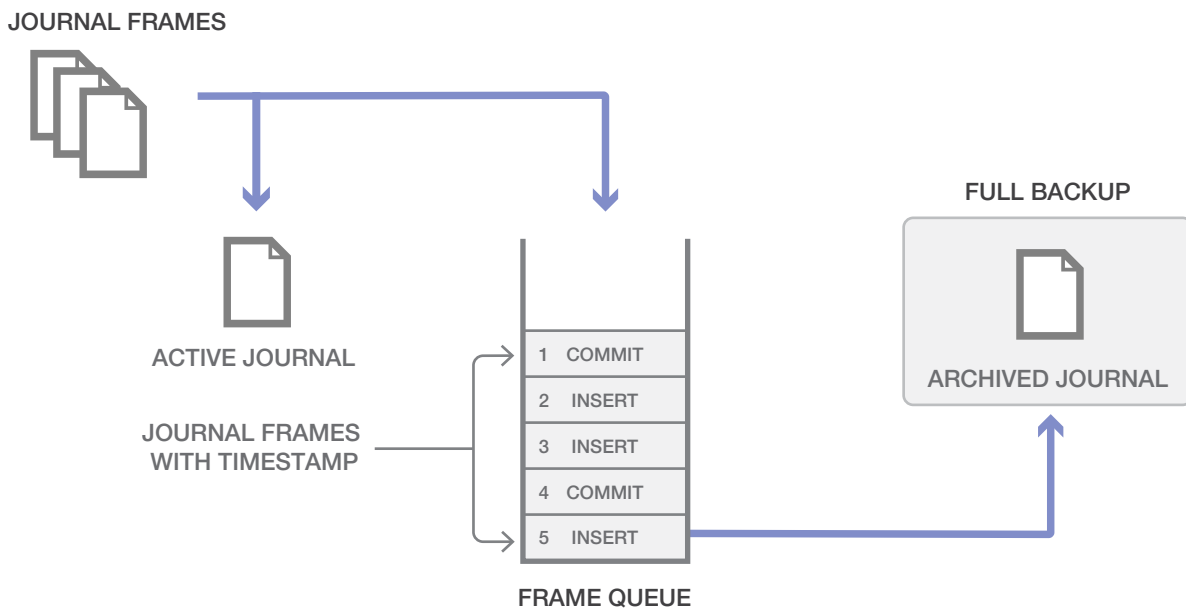 JOURNAL FRAMES
FULL BACKUP
ACTIVE JOURNAL
ARCHIVED JOURNAL
JOURNAL FRAMES
WITH TIMESTAMP
1 COMMIT
2 INSERT
3 INSERT
4 COMMIT
5 INSERT
FRAME QUEUE